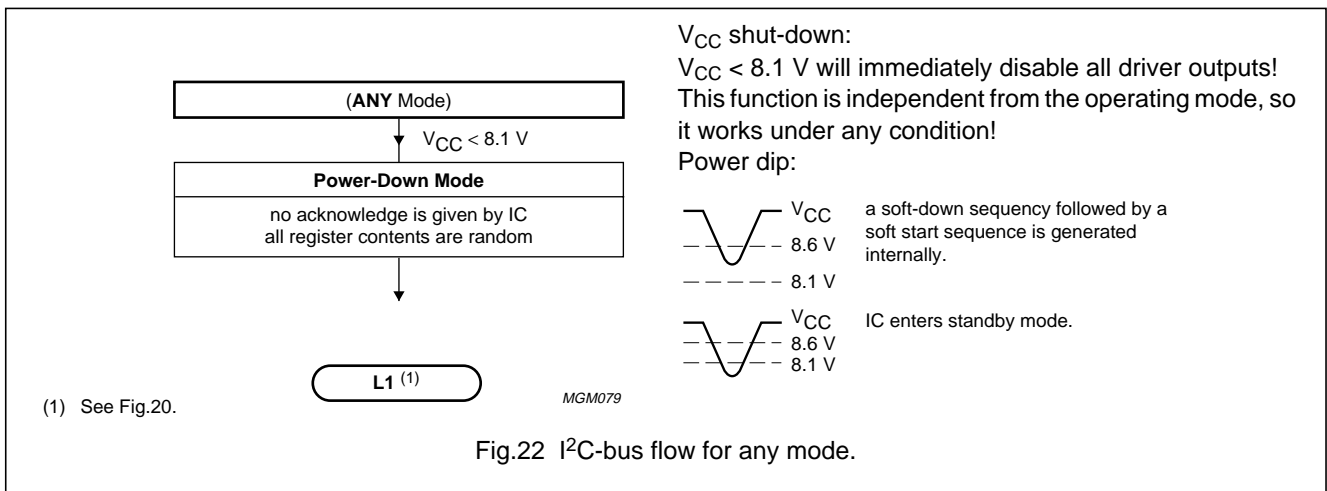 (ANY Mode)
VCC < 8.1 V
Power-Down Mode
no acknowledge is given by IC
all register contents are random
L1 (1)
(1) See Fig.20.
MGM079
VCC shut-down:
VCC < 8.1 V will immediately disable all driver outputs!
This function is independent from the operating mode, so
it works under any condition!
Power dip:
VCC
8.6 V
8.1 V
a soft-down sequency followed by a
soft start sequence is generated
internally.
VCC
8.6 V
8.1 V
IC enters standby mode.
Fig.22 I²C-bus flow for any mode.